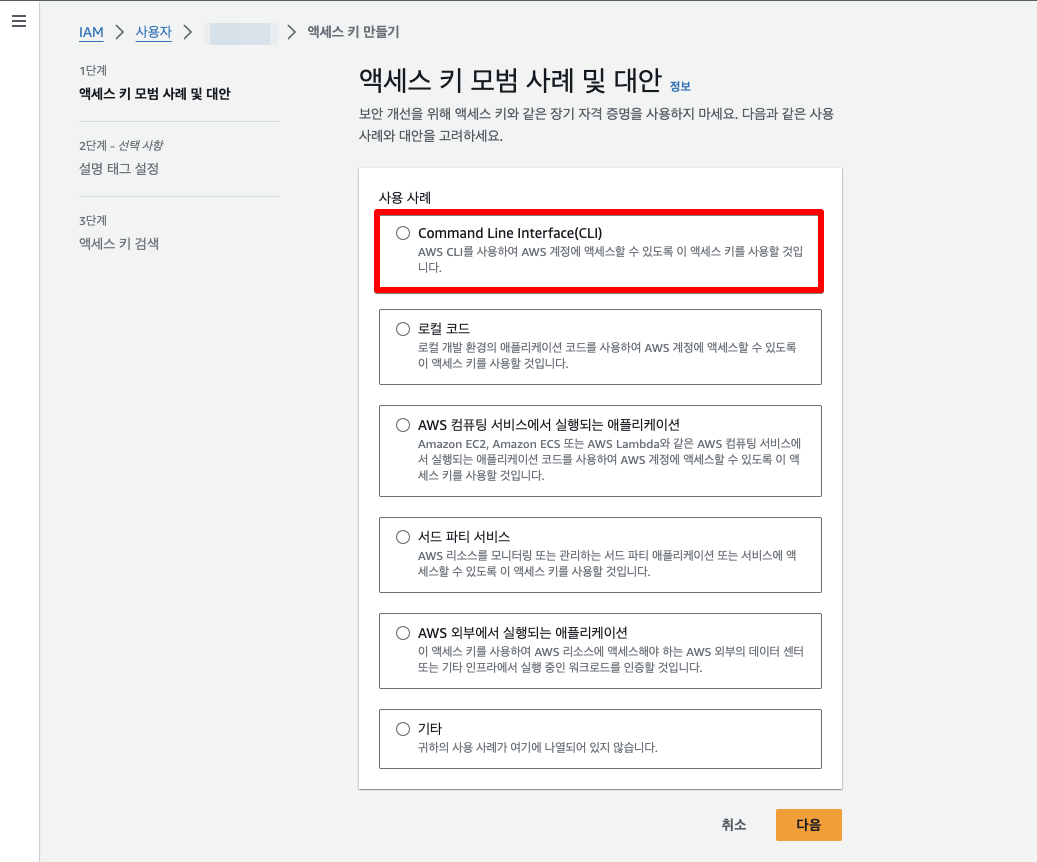 IAM > 사용자 > > 액세스 키 만들기
1단계
액세스 키 모범 사례 및 대안
2단계 - 선택 사항
설명 태그 설정
3단계
액세스 키 검색
액세스 키 모범 사례 및 대안 정보
보안 개선을 위해 액세스 키와 같은 장기 자격 증명을 사용하지 마세요. 다음과 같은 사용
사례와 대안을 고려하세요.
사용 사례
Command Line Interface(CLI)
AWS CLI를 사용하여 AWS 계정에 액세스할 수 있도록 이 액세스 키를 사용할 것입
니다.
로컬 코드
로컬 개발 환경의 애플리케이션 코드를 사용하여 AWS 계정에 액세스할 수 있도록
이 액세스 키를 사용할 것입니다.
AWS 컴퓨팅 서비스에서 실행되는 애플리케이션
Amazon EC2, Amazon ECS 또는 AWS Lambda와 같은 AWS 컴퓨팅 서비스에
서 실행되는 애플리케이션 코드를 사용하여 AWS 계정에 액세스할 수 있도록 이 액
세스 키를 사용할 것입니다.
서드 파티 서비스
AWS 리소스를 모니터링 또는 관리하는 서드 파티 애플리케이션 또는 서비스에 액
세스할 수 있도록 이 액세스 키를 사용할 것입니다.
AWS 외부에서 실행되는 애플리케이션
이 액세스 키를 사용하여 AWS 리소스에 액세스해야 하는 AWS 외부의 데이터 센터
또는 기타 인프라에서 실행 중인 워크로드를 인증할 것입니다.
기타
귀하의 사용 사례가 여기에 나열되어 있지 않습니다.
취소
다음